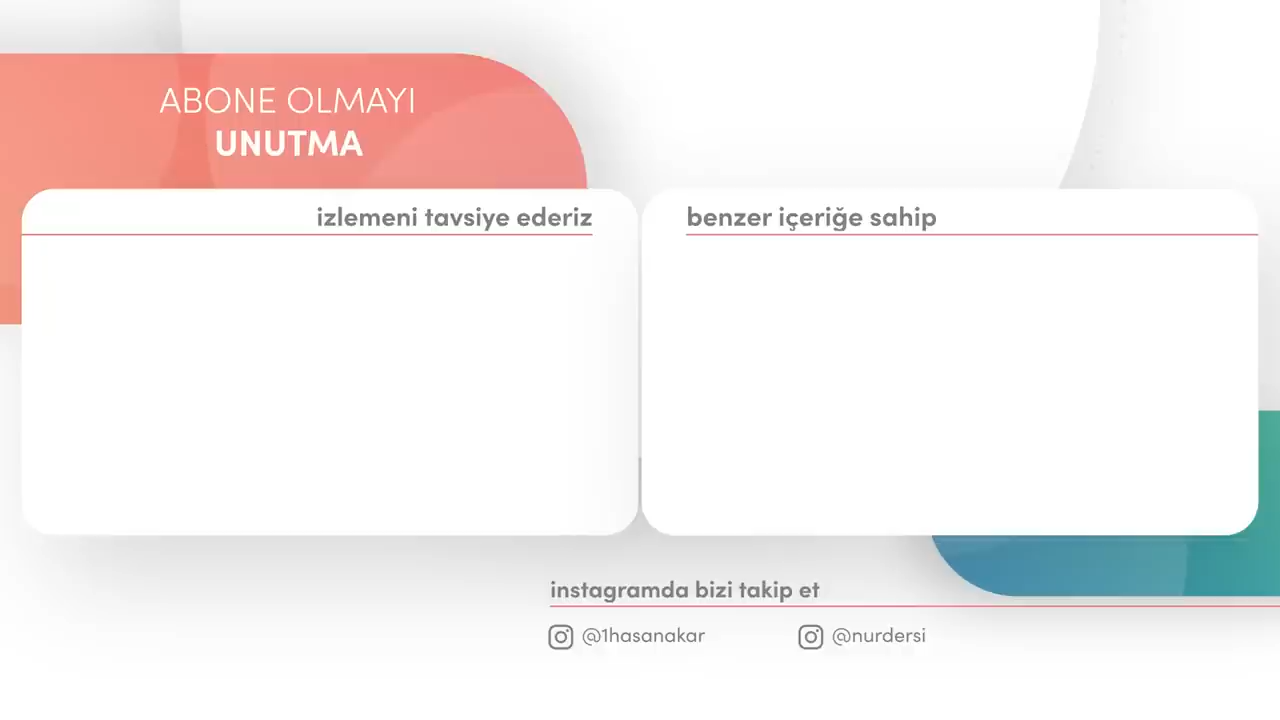 ABONE OLMAYI
UNUTMA
izlemeni tavsiye ederiz
benzer içeriğe sahip
instagramda bizi takip et
@1hasanakar
@nurdersi